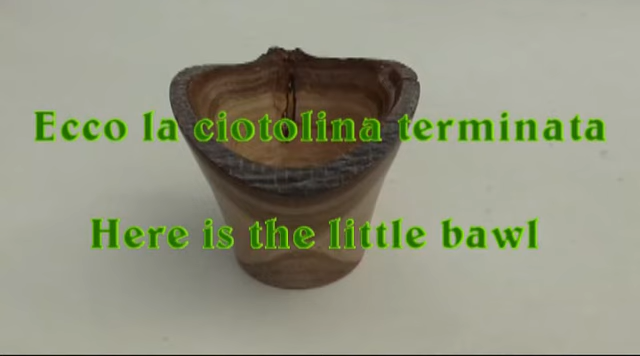 Ecco la ciotolina terminata
Here is the little bawl